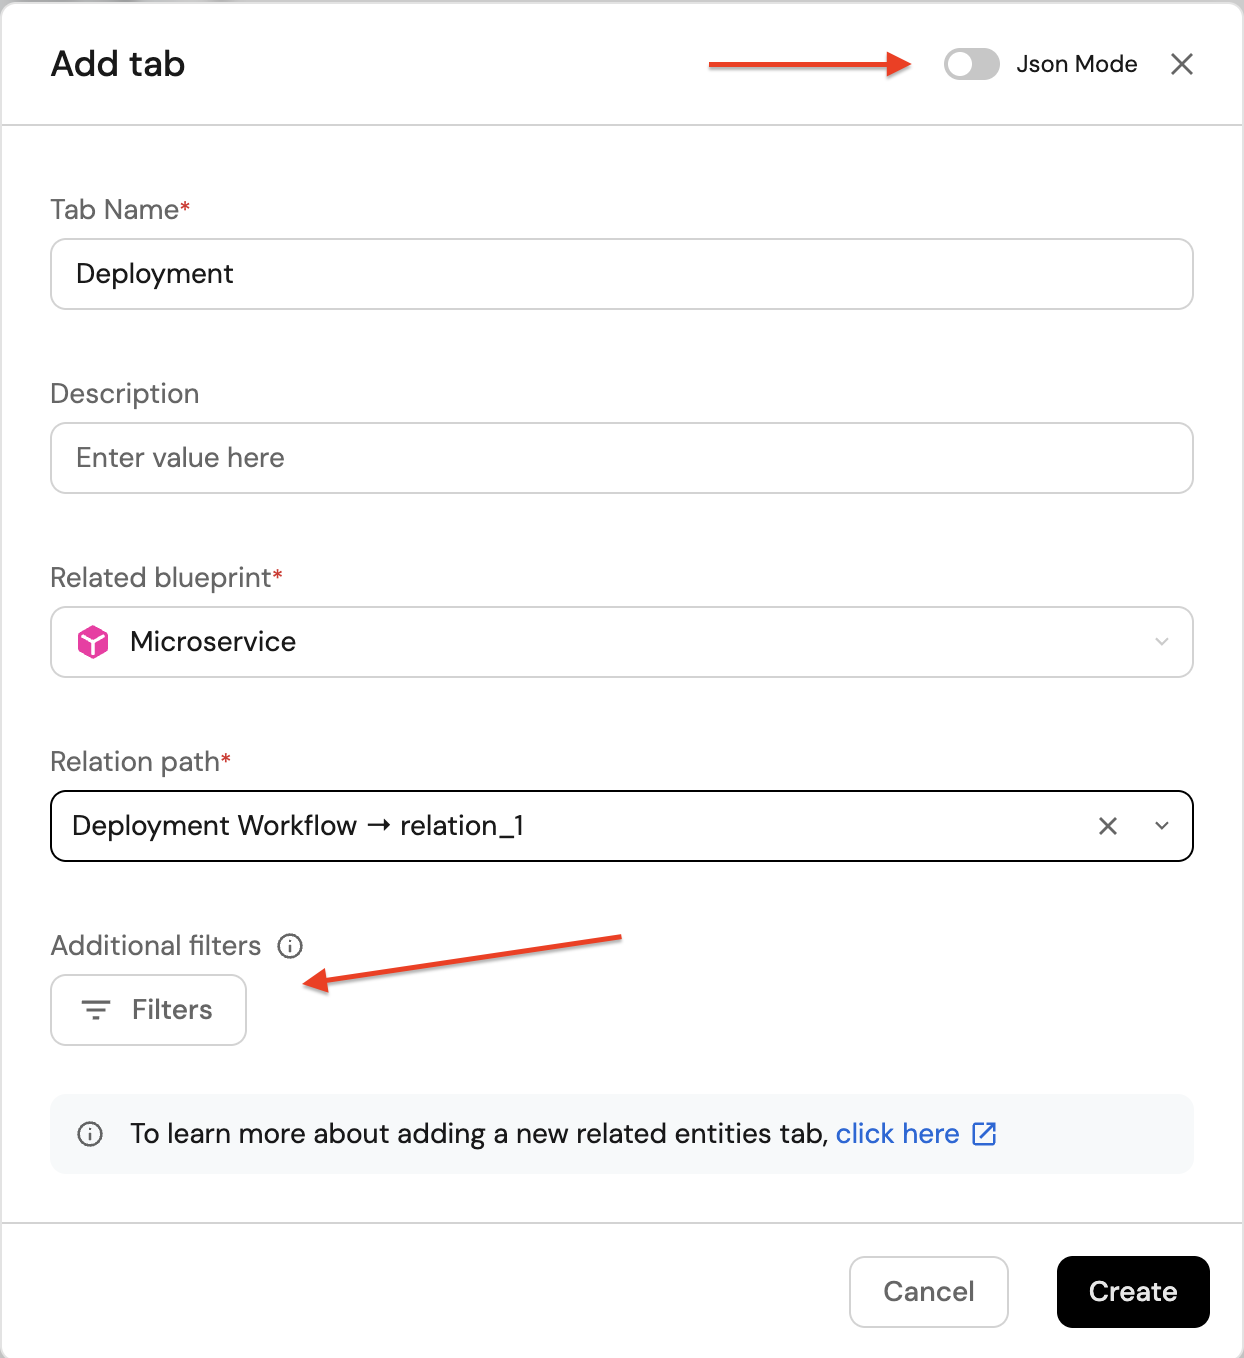 Add tab
Json Mode
Tab Name*
Deployment
Description
Enter value here
Related blueprint*
Microservice
Relation path*
Deployment Workflow → relation_1
Additional filters
Filters
To learn more about adding a new related entities tab, click here
Cancel
Create